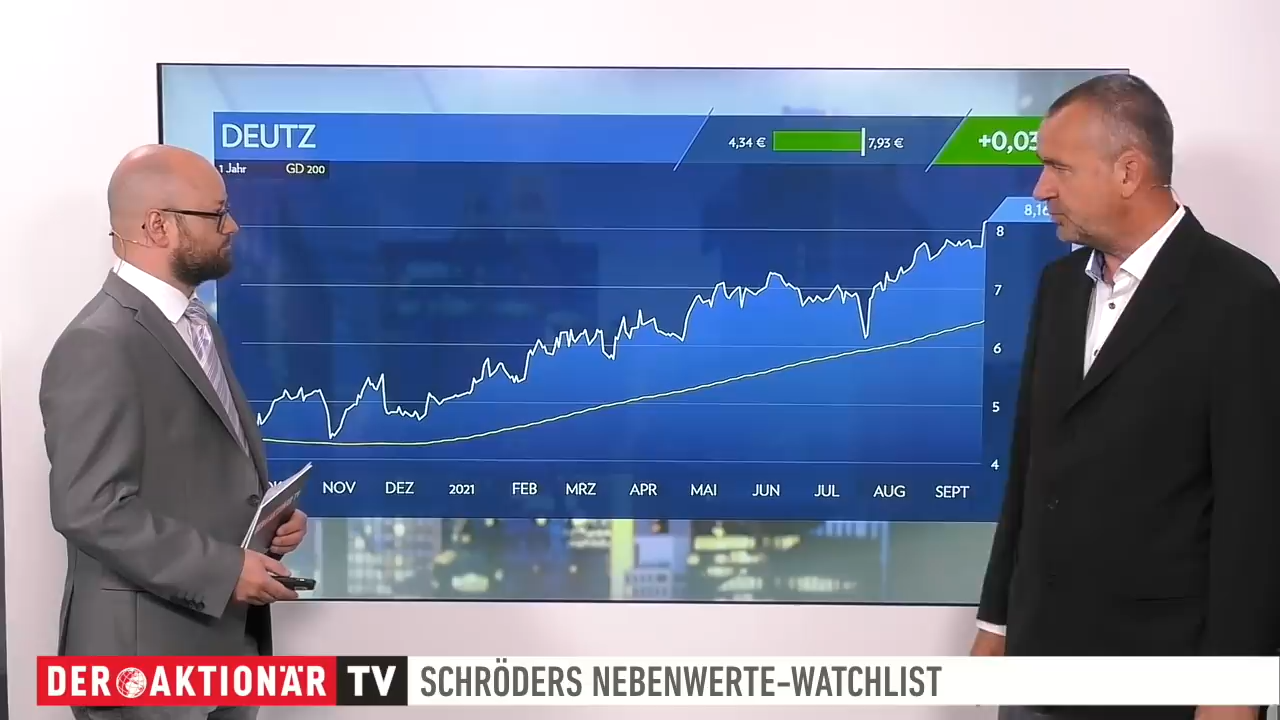 DEUTZ
4,34 €
7,93 €
+0,03
1 Jahr
GD 200
8,16
8
7
6
5
4
NOV
DEZ
2021
FEB
MRZ
APR
MAI
JUN
JUL
AUG
SEPT
DER AKTIONÄR TV
SCHRÖDERS NEBENWERTE-WATCHLIST